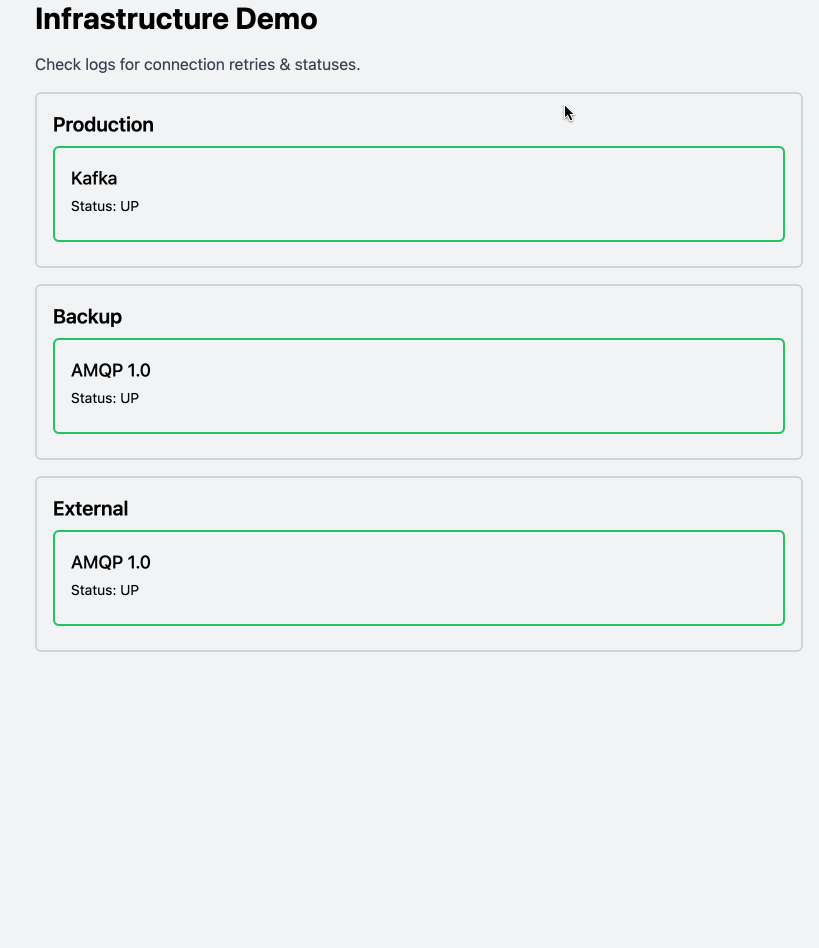 Infrastructure Demo
Check logs for connection retries & statuses.
Production
Kafka
Status: UP
Backup
AMQP 1.0
Status: UP
External
AMQP 1.0
Status: UP